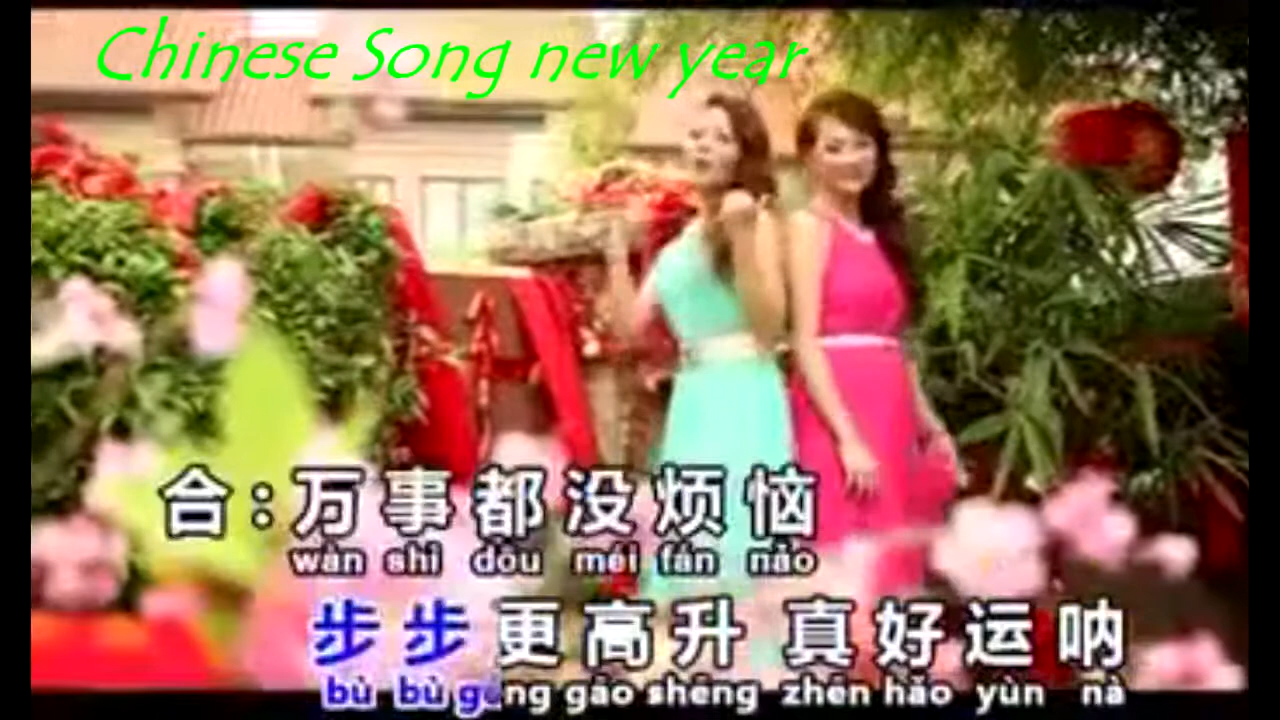 Chinese Song new year
合:万事都没烦恼
wàn shì dōu méi fán nǎo
步步更高升 真好运呐
bù bù gèng gāo shēng zhēn hǎo yùn nà